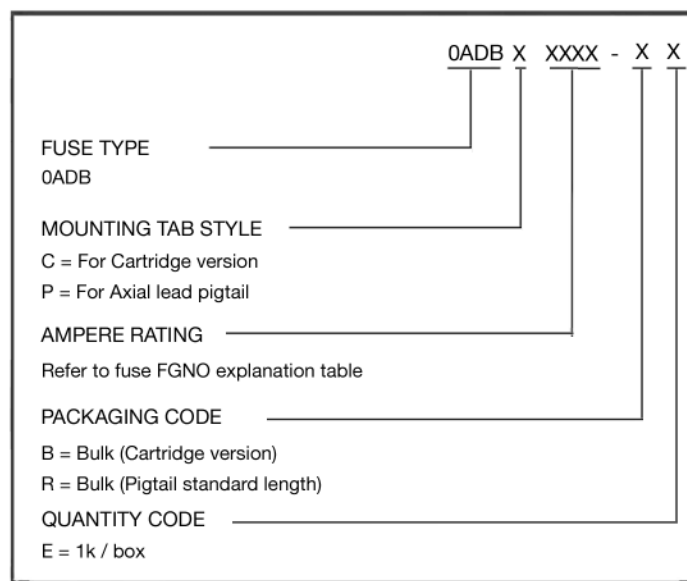 0ADB X XXXX - X X
FUSE TYPE
0ADB
MOUNTING TAB STYLE
C = For Cartridge version
P = For Axial lead pigtail
AMPERE RATING
Refer to fuse FGNO explanation table
PACKAGING CODE
B = Bulk (Cartridge version)
R = Bulk (Pigtail standard length)
QUANTITY CODE
E = 1k / box